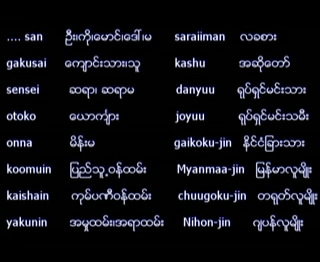 .... san ဦး၊ကို၊မောင်၊ဒေါ်၊မ saraiiman လခစား
gakusai ကျောင်းသား၊သူ kashu အဆိုတော်
sensei ဆရာ၊ ဆရာမ danyuu ရုပ်ရှင်မင်းသား
otoko ယောက်ျား joyuu ရုပ်ရှင်မင်းသမီး
onna မိန်းမ gaikoku-jin နိုင်ငံခြားသား
koomuin ပြည်သူ့ဝန်ထမ်း Myanmaa-jin မြန်မာလူမျိုး
kaishain ကုမ်ပဏီဝန်ထမ်း chuugoku-jin တရုတ်လူမျိုး
yakunin အမှုထမ်း၊အရာထမ်း Nihon-jin ဂျပန်လူမျိုး